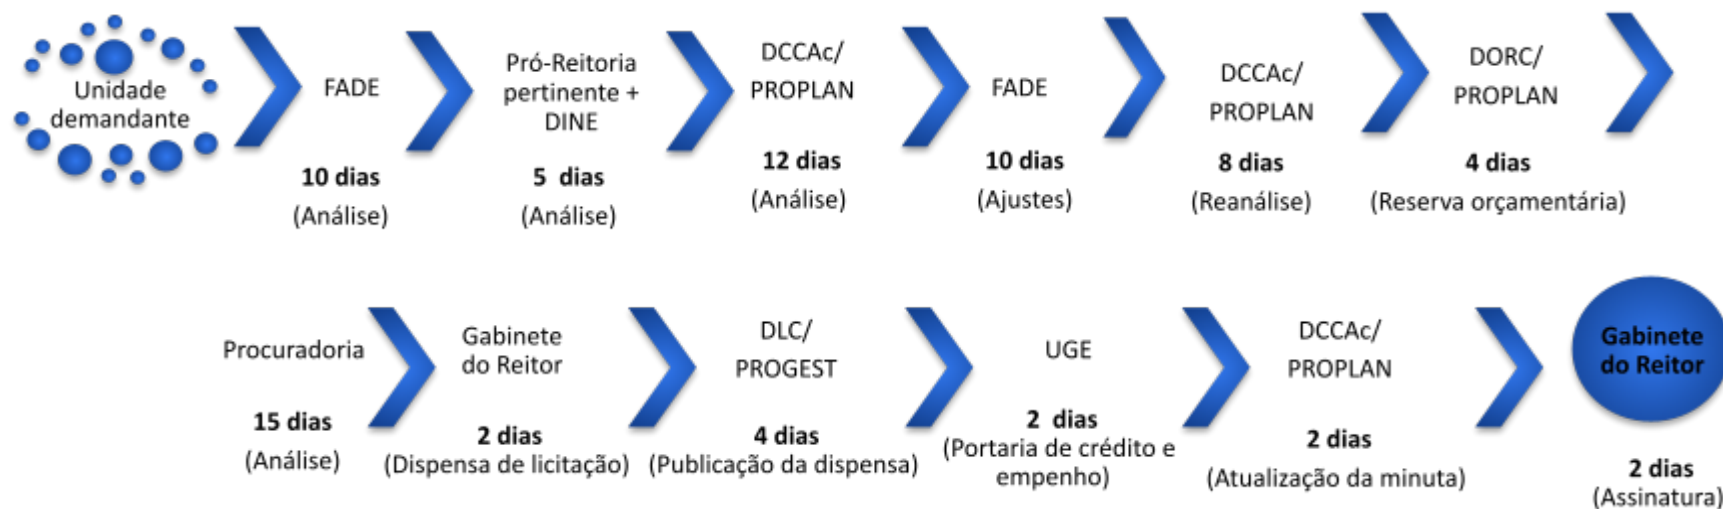 Unidade
demandante
FADE
10 dias
(Análise)
Pró-Reitoria
pertinente +
DINE
5 dias
(Análise)
DCCAc/
PROPLAN
12 dias
(Análise)
FADE
10 dias
(Ajustes)
DCCAc/
PROPLAN
8 dias
(Reanálise)
DORC/
PROPLAN
4 dias
(Reserva orçamentária)
Procuradoria
15 dias
(Análise)
Gabinete
do Reitor
2 dias
(Dispensa de licitação)
DLC/
PROGEST
4 dias
(Publicação da dispensa)
UGE
2 dias
(Portaria de crédito e
empenho)
DCCAc/
PROPLAN
2 dias
(Atualização da minuta)
Gabinete
do Reitor
2 dias
(Assinatura)